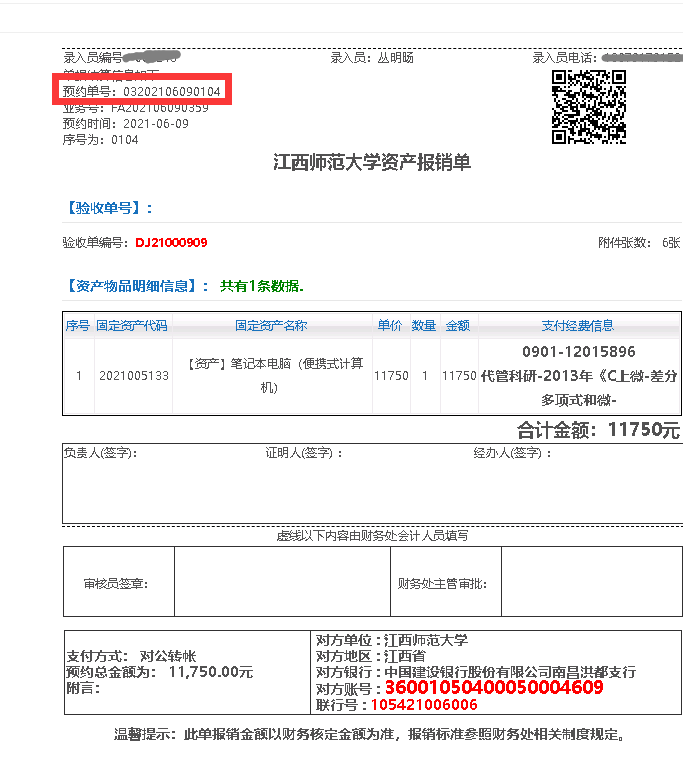 录入员编号
录入员：丛明旸
录入员电话：
单据结算信息如下
预约单号：03202106090104
业务号：FA202106090359
预约时间：2021-06-09
序号为：0104
江西师范大学资产报销单
【验收单号】：
验收单编号：DJ21000909
附件张数： 6张
【资产物品明细信息】： 共有1条数据.
序号 固定资产代码 固定资产名称 单价 数量 金额 支付经费信息
1 2021005133 【资产】笔记本电脑（便携式计算机） 11750 1 11750 0901-12015896
代管科研-2013年《C上微-差分
多项式和微-
合计金额：11750元
负责人(签字)：
证明人(签字)：
经办人(签字)：
虚线以下内容由财务处会计人员填写
审核员签章：
财务处主管审批：
支付方式： 对公转帐
预约总金额为： 11,750.00元
附言：
对方单位：江西师范大学
对方地区：江西省
对方银行：中国建设银行股份有限公司南昌洪都支行
对方账号：36001050400050004609
联行号：105421006006
温馨提示：此单报销金额以财务核定金额为准，报销标准参照财务处相关制度规定。